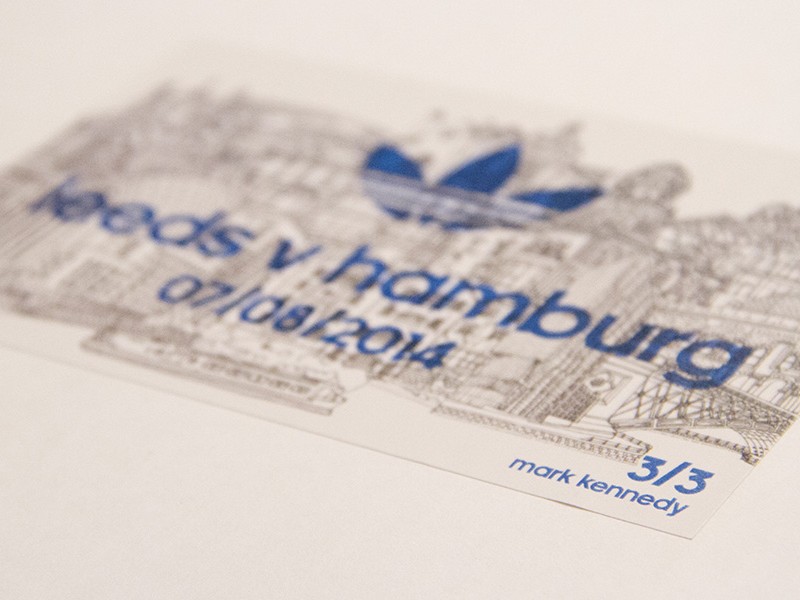 leeds v hamburg
07/08/2014
3/3
mark kennedy